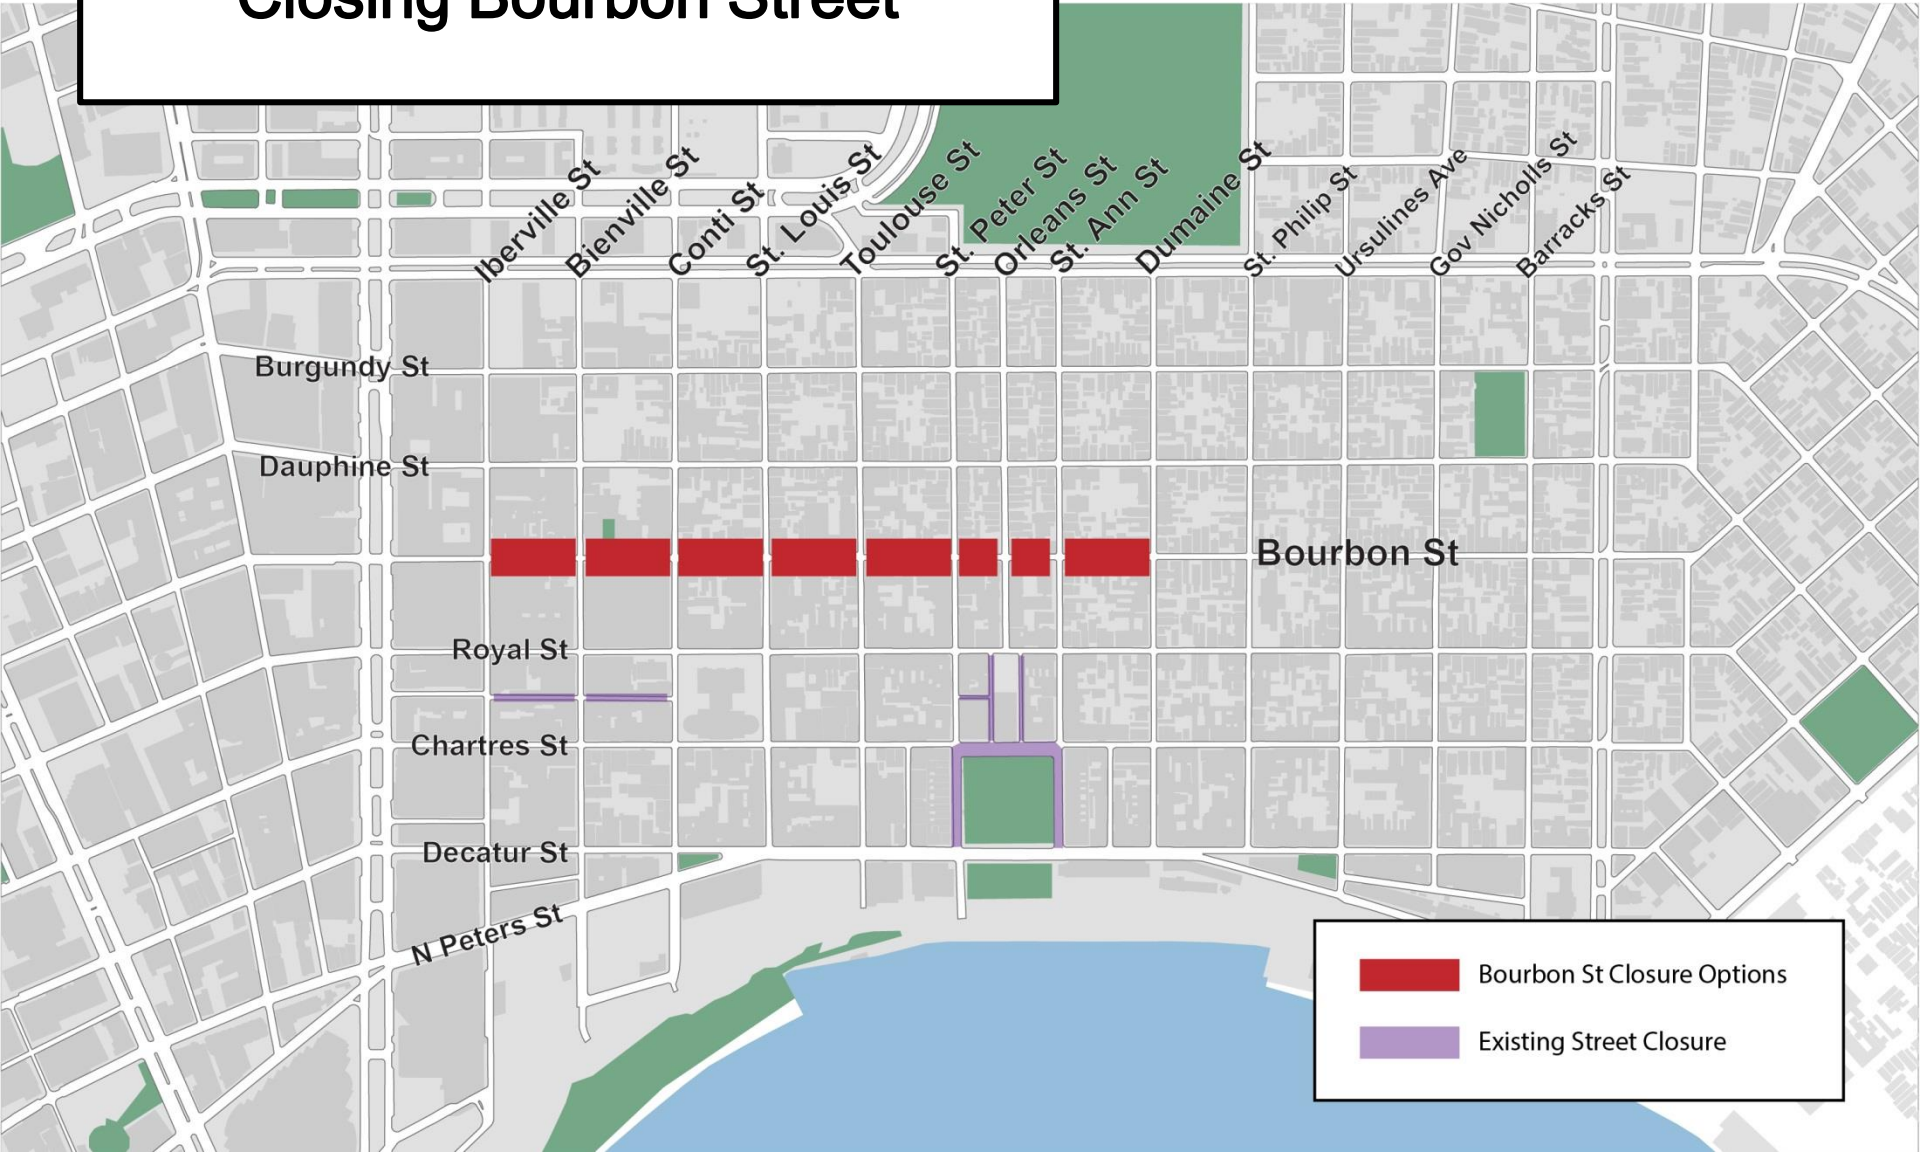 Closing Bourbon Street
Iberville St
Bienville St
Conti St
St. Louis St
Toulouse St
St. Peter St
Orleans St
St. Ann St
Dumaine St
St. Philip St
Ursulines Ave
Gov Nicholls St
Barracks St
Burgundy St
Dauphine St
Bourbon St
Royal St
Chartres St
Decatur St
N Peters St
Bourbon St Closure Options
Existing Street Closure